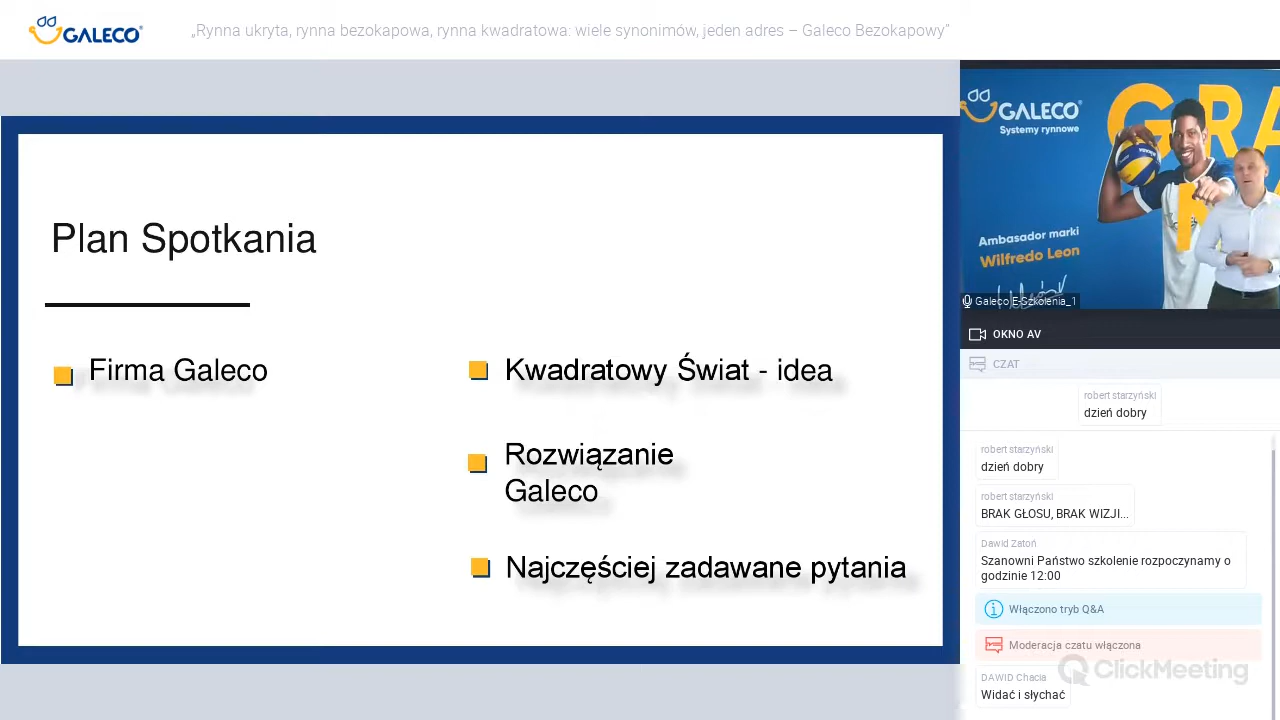 GALECO®
„Rynna ukryta, rynna bezokapowa, rynna kwadratowa: wiele synonimów, jeden adres – Galeco Bezokapowy”
Plan Spotkania
Firma Galeco
Kwadratowy Świat - idea
Rozwiązanie
Galeco
Najczęściej zadawane pytania
GALECO®
Systemy rynnowe
GRA
Ambasador marki
Wilfredo Leon
Galeco E-Szkolenia_1
OKNO AV
CZAT
robert starzyński
dzień dobry
robert starzyński
dzień dobry
robert starzyński
BRAK GŁOSU, BRAK WIZJI...
Dawid Zatoń
Szanowni Państwo szkolenie rozpoczynamy o
godzinie 12:00
Włączono tryb Q&A
Moderacja czatu włączona
ClickMeeting
DAWID Chacia
Widać i słychać